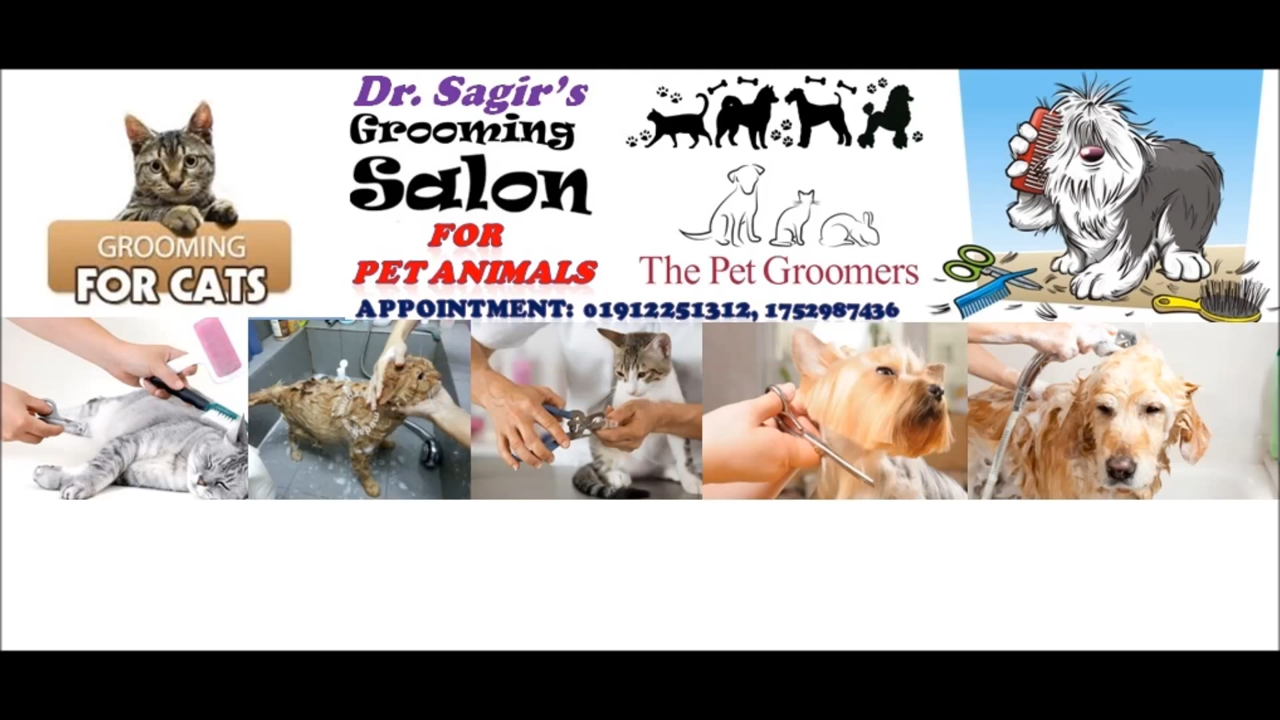 GROOMING
FOR CATS
Dr. Sagir's
Grooming
Salon
FOR
PET ANIMALS
The Pet Groomers
APPOINTMENT: 01912251312, 1752987436